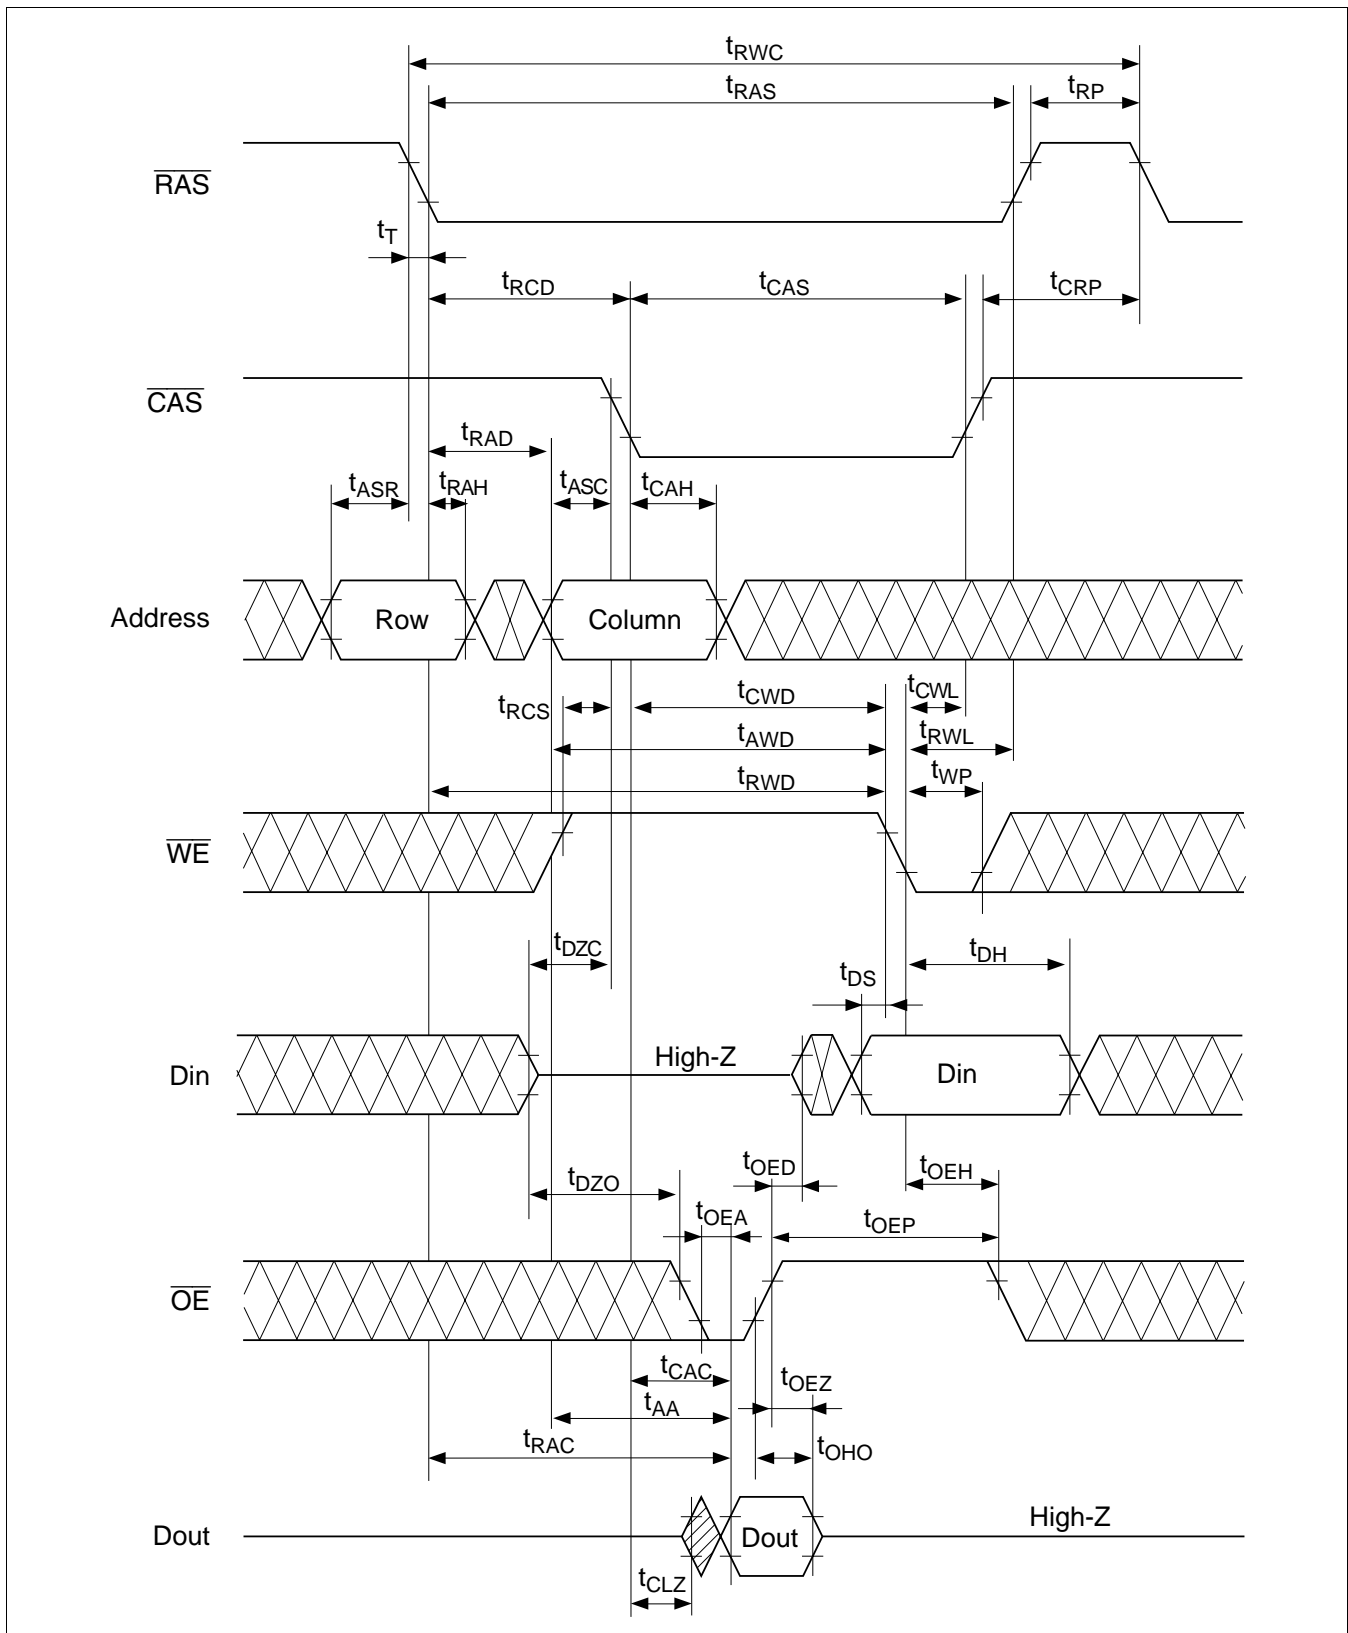 tRWC
tRAS
tRP
RAS
tT
tRCD
tCAS
tCRP
CAS
tRAD
tASR
tRAH
tASC
tCAH
Address
Row
Column
tRCS
tCWD
tCWL
tAWD
tRWL
tRWD
tWP
WE
tDZC
tDS
tDH
Din
High-Z
Din
tDZO
tOED
tOEH
tOEA
tOEP
OE
tCAC
tOEZ
tAA
tRAC
tOHO
Dout
Dout
High-Z
tCLZ